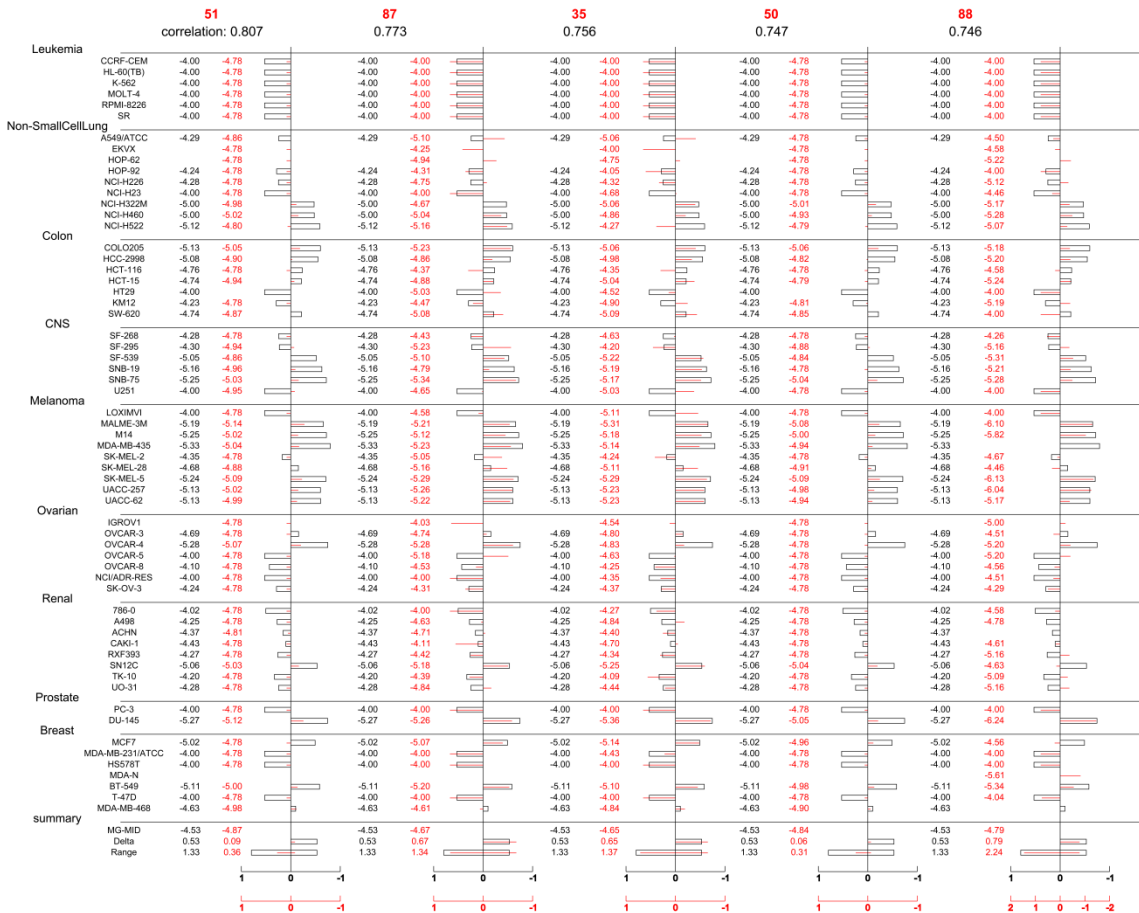 51 87 35 50 88
correlation: 0.807 0.773 0.756 0.747 0.746
Leukemia
CCRF-CEM -4.00 -4.78 -4.00 -4.00 -4.00 -4.00 -4.00 -4.78 -4.00 -4.00
HL-60(TB) -4.00 -4.78 -4.00 -4.00 -4.00 -4.00 -4.00 -4.78 -4.00 -4.00
K-562 -4.00 -4.78 -4.00 -4.00 -4.00 -4.00 -4.00 -4.78 -4.00 -4.00
MOLT-4 -4.00 -4.78 -4.00 -4.00 -4.00 -4.00 -4.00 -4.78 -4.00 -4.00
RPMI-8226 -4.00 -4.78 -4.00 -4.00 -4.00 -4.00 -4.00 -4.78 -4.00 -4.00
SR -4.00 -4.78 -4.00 -4.00 -4.00 -4.00 -4.00 -4.78 -4.00 -4.00
Non-SmallCellLung
A549/ATCC -4.29 -4.86 -4.29 -5.10 -4.29 -5.06 -4.29 -4.78 -4.29 -4.50
EKVX -4.78 -4.25 -4.00 -4.78 -4.58
HOP-62 -4.78 -4.94 -4.75 -4.78 -5.22
HOP-92 -4.24 -4.78 -4.24 -4.31 -4.24 -4.05 -4.24 -4.78 -4.24 -4.00
NCI-H226 -4.28 -4.78 -4.28 -4.75 -4.28 -4.32 -4.28 -4.78 -4.28 -5.12
NCI-H23 -4.00 -4.78 -4.00 -4.00 -4.00 -4.68 -4.00 -4.78 -4.00 -4.46
NCI-H322M -5.00 -4.98 -5.00 -4.67 -5.00 -5.06 -5.00 -5.01 -5.00 -5.17
NCI-H460 -5.00 -5.02 -5.00 -5.04 -5.00 -4.86 -5.00 -4.93 -5.00 -5.28
NCI-H522 -5.12 -4.80 -5.12 -5.16 -5.12 -4.27 -5.12 -4.79 -5.12 -5.07
Colon
COLO205 -5.13 -5.05 -5.13 -5.23 -5.13 -5.06 -5.13 -5.06 -5.13 -5.18
HCC-2998 -5.08 -4.90 -5.08 -4.86 -5.08 -4.98 -5.08 -4.82 -5.08 -5.20
HCT-116 -4.76 -4.78 -4.76 -4.37 -4.76 -4.35 -4.76 -4.78 -4.76 -4.58
HCT-15 -4.74 -4.94 -4.74 -4.88 -4.74 -5.04 -4.74 -4.79 -4.74 -5.24
HT29 -4.00 -4.00 -5.03 -4.00 -4.52 -4.00 -4.00 -4.00
KM12 -4.23 -4.78 -4.23 -4.47 -4.23 -4.90 -4.23 -4.81 -4.23 -5.19
SW-620 -4.74 -4.87 -4.74 -5.08 -4.74 -5.09 -4.74 -4.85 -4.74 -4.00
CNS
SF-268 -4.28 -4.78 -4.28 -4.43 -4.28 -4.63 -4.28 -4.78 -4.28 -4.26
SF-295 -4.30 -4.94 -4.30 -5.23 -4.30 -4.20 -4.30 -4.88 -4.30 -5.16
SF-539 -5.05 -4.86 -5.05 -5.10 -5.05 -5.22 -5.05 -4.84 -5.05 -5.31
SNB-19 -5.16 -4.96 -5.16 -4.79 -5.16 -5.19 -5.16 -4.98 -5.16 -5.21
SNB-75 -5.25 -5.03 -5.25 -5.34 -5.25 -5.17 -5.25 -5.04 -5.25 -5.28
U251 -4.00 -4.95 -4.00 -4.65 -4.00 -5.03 -4.00 -4.78 -4.00 -4.00
Melanoma
LOXIMVI -4.00 -4.78 -4.00 -4.58 -4.00 -5.11 -4.00 -4.78 -4.00 -4.00
MALME-3M -5.19 -5.14 -5.19 -5.21 -5.19 -5.31 -5.19 -5.08 -5.19 -6.10
M14 -5.25 -5.02 -5.25 -5.12 -5.25 -5.18 -5.25 -5.00 -5.25 -5.82
MDA-MB-435 -5.33 -5.04 -5.33 -5.23 -5.33 -5.14 -5.33 -4.94 -5.33
SK-MEL-2 -4.35 -4.78 -4.35 -5.05 -4.35 -4.24 -4.35 -4.78 -4.35 -4.67
SK-MEL-28 -4.68 -4.88 -4.68 -5.16 -4.68 -5.11 -4.68 -4.91 -4.68 -4.46
SK-MEL-5 -5.24 -5.09 -5.24 -5.29 -5.24 -5.29 -5.24 -5.09 -5.24 -6.13
UACC-257 -5.13 -5.02 -5.13 -5.26 -5.13 -5.23 -5.13 -4.98 -5.13 -6.04
UACC-62 -5.13 -4.99 -5.13 -5.22 -5.13 -5.23 -5.13 -4.94 -5.13 -5.17
Ovarian
IGROV1 -4.78 -4.03 -4.54 -4.78 -5.00
OVCAR-3 -4.69 -4.78 -4.69 -4.74 -4.69 -4.80 -4.69 -4.78 -4.69 -4.51
OVCAR-4 -5.28 -5.07 -5.28 -5.28 -5.28 -4.83 -5.28 -4.78 -5.28 -5.20
OVCAR-5 -4.00 -4.78 -4.00 -5.18 -4.00 -4.63 -4.00 -4.78 -4.00 -5.20
OVCAR-8 -4.10 -4.78 -4.10 -4.53 -4.10 -4.25 -4.10 -4.78 -4.10 -4.56
NCI/ADR-RES -4.00 -4.78 -4.00 -4.00 -4.00 -4.35 -4.00 -4.78 -4.00 -4.51
SK-OV-3 -4.24 -4.78 -4.24 -4.31 -4.24 -4.37 -4.24 -4.78 -4.24 -4.29
Renal
786-0 -4.02 -4.78 -4.02 -4.00 -4.02 -4.27 -4.02 -4.78 -4.02 -4.58
A498 -4.25 -4.78 -4.25 -4.63 -4.25 -4.84 -4.25 -4.78 -4.25 -4.78
ACHN -4.37 -4.81 -4.37 -4.71 -4.37 -4.40 -4.37 -4.78 -4.37
CAKI-1 -4.43 -4.78 -4.43 -4.11 -4.43 -4.70 -4.43 -4.78 -4.43 -4.61
RXF393 -4.27 -4.78 -4.27 -4.42 -4.27 -4.34 -4.27 -4.78 -4.27 -5.16
SN12C -5.06 -5.03 -5.06 -5.18 -5.06 -5.25 -5.06 -5.04 -5.06 -4.63
TK-10 -4.20 -4.78 -4.20 -4.39 -4.20 -4.09 -4.20 -4.78 -4.20 -5.09
UO-31 -4.28 -4.78 -4.28 -4.84 -4.28 -4.44 -4.28 -4.78 -4.28 -5.16
Prostate
PC-3 -4.00 -4.78 -4.00 -4.00 -4.00 -4.00 -4.00 -4.78 -4.00 -4.00
DU-145 -5.27 -5.12 -5.27 -5.26 -5.27 -5.36 -5.27 -5.05 -5.27 -6.24
Breast
MCF7 -5.02 -4.78 -5.02 -5.07 -5.02 -5.14 -5.02 -4.96 -5.02 -4.56
MDA-MB-231/ATCC -4.00 -4.78 -4.00 -4.00 -4.00 -4.43 -4.00 -4.78 -4.00 -4.00
HS578T -4.00 -4.78 -4.00 -4.00 -4.00 -4.00 -4.00 -4.78 -4.00 -4.00
MDA-N -5.61
BT-549 -5.11 -5.00 -5.11 -5.20 -5.11 -5.10 -5.11 -4.98 -5.11 -5.34
T-47D -4.00 -4.78 -4.00 -4.00 -4.00 -4.00 -4.00 -4.78 -4.00 -4.04
MDA-MB-468 -4.63 -4.98 -4.63 -4.61 -4.63 -4.84 -4.63 -4.90 -4.63
summary
MG-MID -4.53 -4.87 -4.53 -4.67 -4.53 -4.65 -4.53 -4.84 -4.53 -4.79
Delta 0.53 0.09 0.53 0.67 0.53 0.65 0.53 0.06 0.53 0.79
Range 1.33 0.36 1.33 1.34 1.33 1.37 1.33 0.31 1.33 2.24
1 0 -1 1 0 -1 1 0 -1 1 0 -1 1 0 -1
1 0 -1 1 0 -1 1 0 -1 1 0 -1 2 1 0 -1 -2